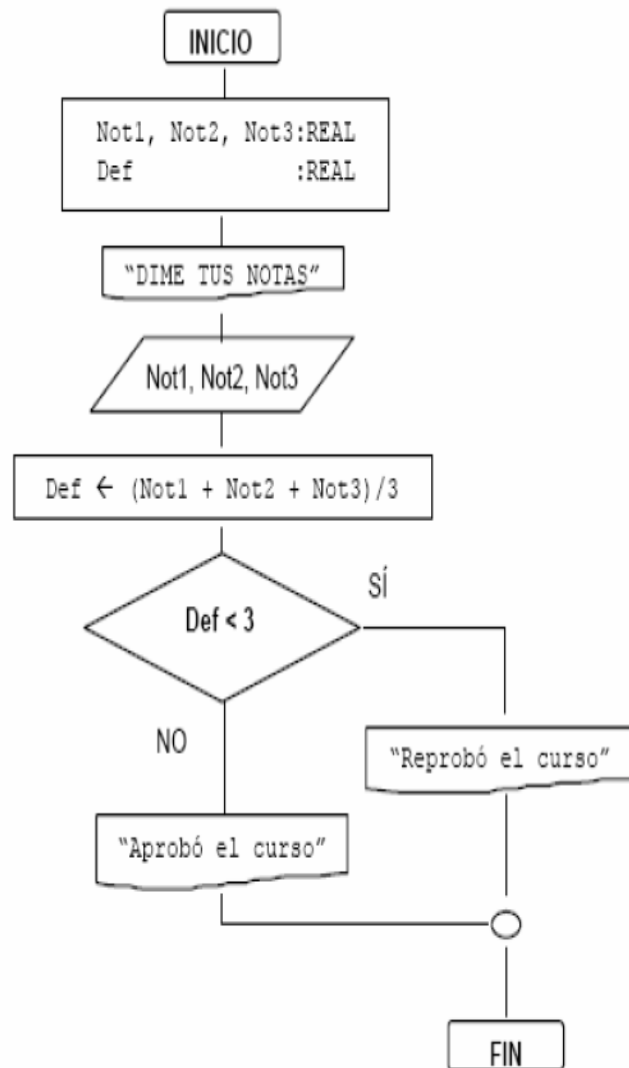 INICIO
Not1, Not2, Not3:REAL
Def :REAL
"DIME TUS NOTAS"
Not1, Not2, Not3
Def ← (Not1 + Not2 + Not3)/3
SÍ
Def < 3
NO
"Reprobó el curso"
"Aprobó el curso"
FIN